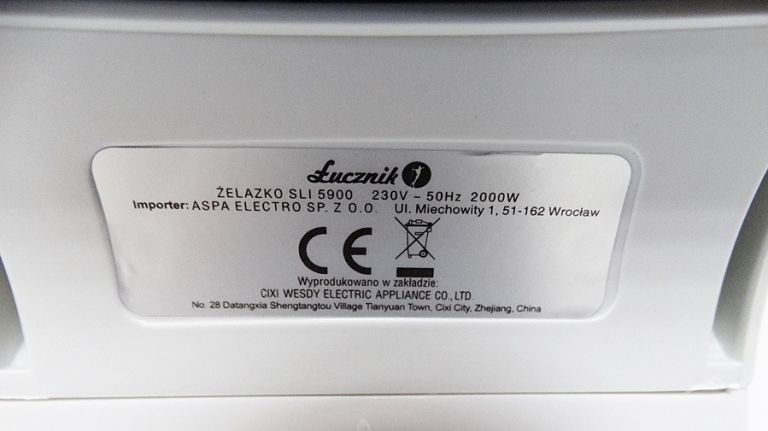 Łucznik
ŻELAZKO SLI 5900 230V ~ 50Hz 2000W
Importer: ASPA ELECTRO SP. Z O.O. Ul. Miechowity 1, 51-162 Wrocław
CE
Wyprodukowano w zakładzie:
CIXI WESDY ELECTRIC APPLIANCE CO., LTD.
No. 28 Datangxia Shengtangtou Village Tianyuan Town, Cixi City, Zhejiang, China